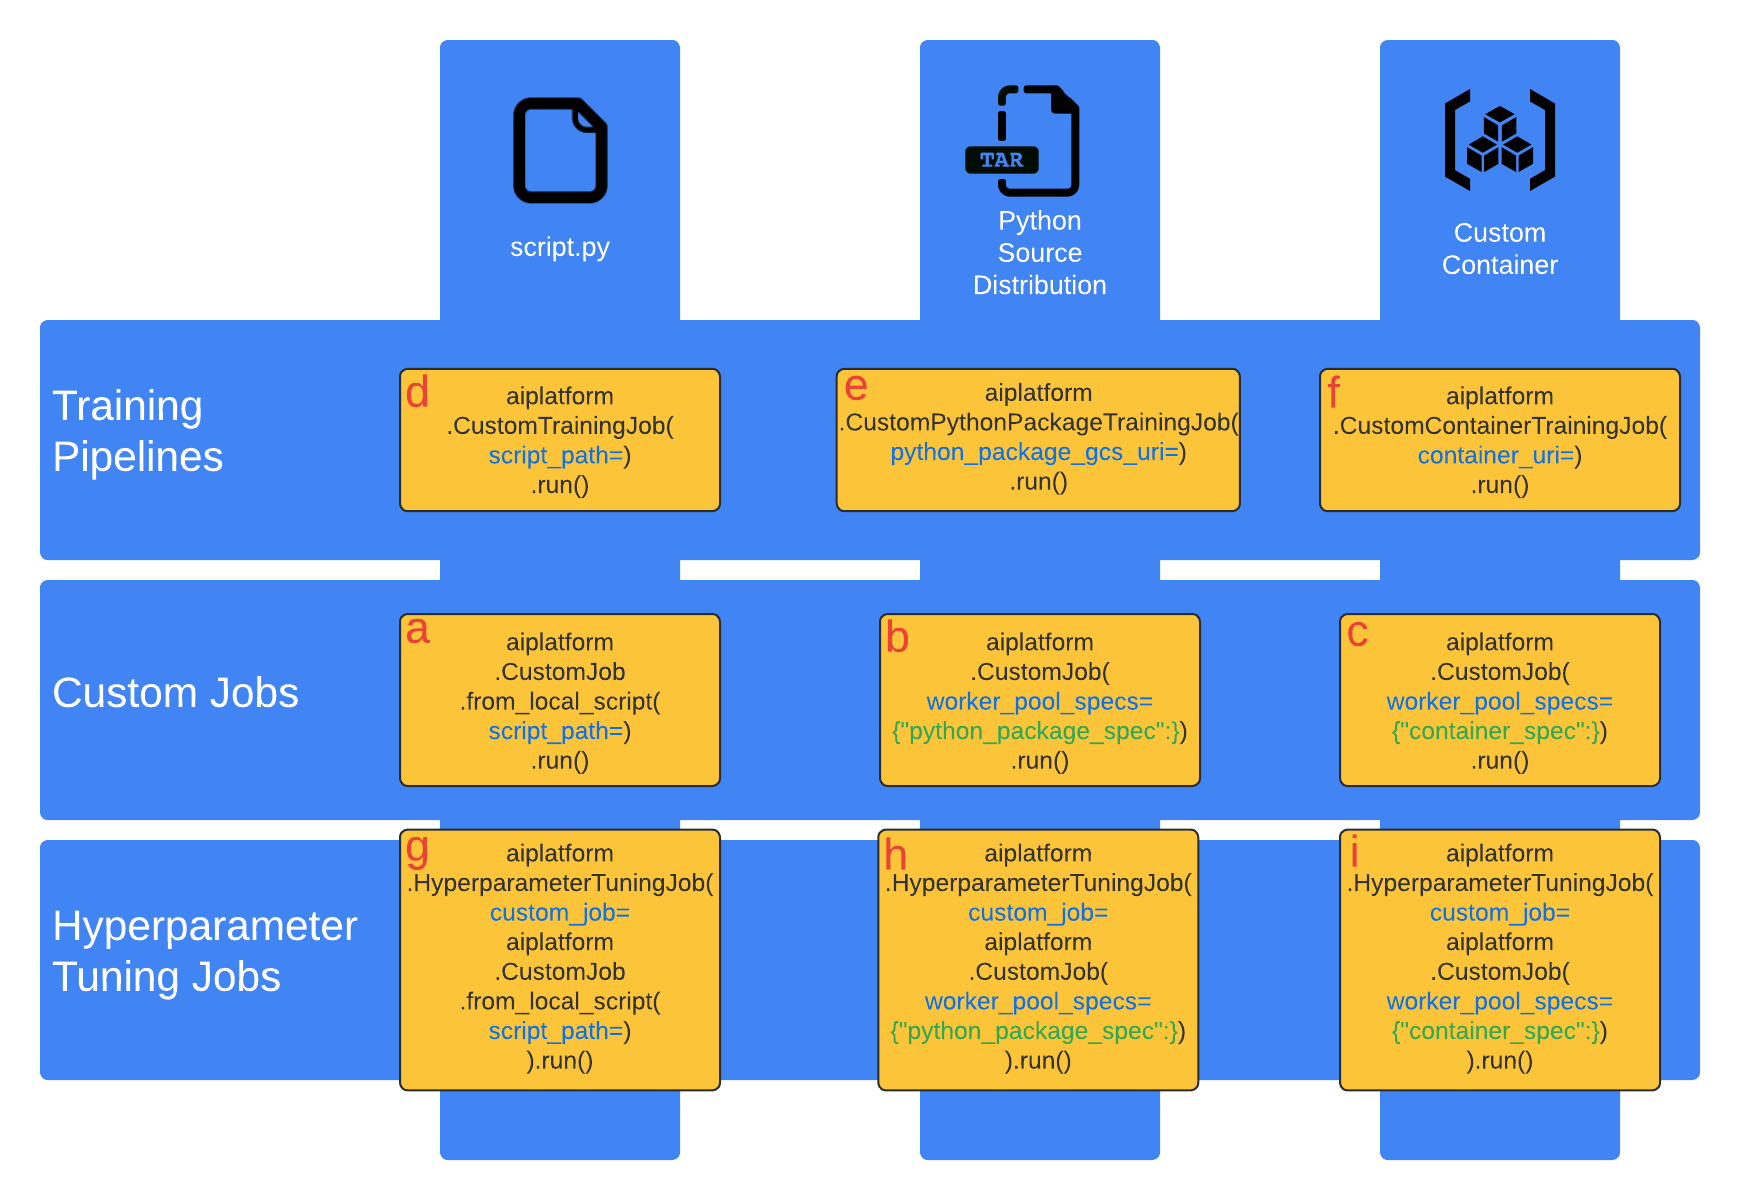 TAR
script.py
Python
Source
Distribution
Custom
Container
Training
Pipelines
d
aiplatform
.CustomTrainingJob(
script_path=)
.run()
e
aiplatform
.CustomPythonPackageTrainingJob(
python_package_gcs_uri=)
.run()
f
aiplatform
.CustomContainerTrainingJob(
container_uri=)
.run()
Custom Jobs
a
aiplatform
.CustomJob
.from_local_script(
script_path=)
.run()
b
aiplatform
.CustomJob(
worker_pool_specs=
{"python_package_spec":})
.run()
c
aiplatform
.CustomJob(
worker_pool_specs=
{"container_spec":})
.run()
Hyperparameter
Tuning Jobs
g
aiplatform
.HyperparameterTuningJob(
custom_job=
aiplatform
.CustomJob
.from_local_script(
script_path=)
).run()
h
aiplatform
.HyperparameterTuningJob(
custom_job=
aiplatform
.CustomJob(
worker_pool_specs=
{"python_package_spec":})
).run()
i
aiplatform
.HyperparameterTuningJob(
custom_job=
aiplatform
.CustomJob(
worker_pool_specs=
{"container_spec":})
).run()